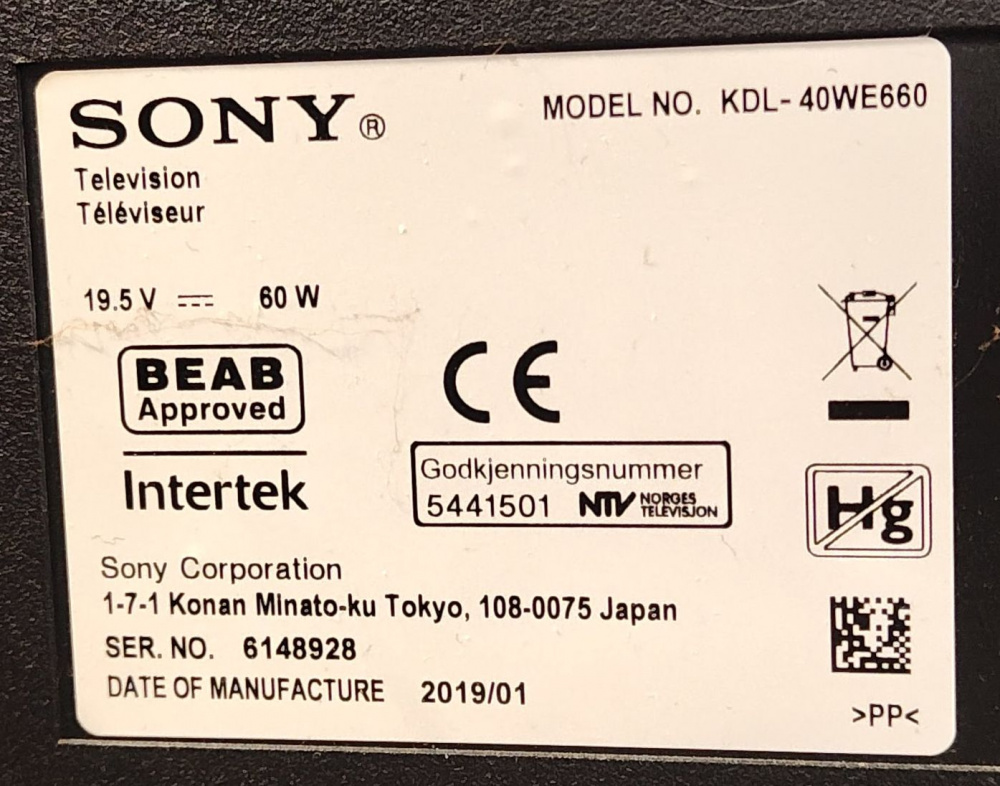 SONY®
MODEL NO. KDL-40WE660
Television
Téléviseur
19.5 V ⎓ 60 W
BEAB
Approved
Intertek
CE
Godkjenningsnummer
5441501 NTV NORGES TELEVISJON
Hg
Sony Corporation
1-7-1 Konan Minato-ku Tokyo, 108-0075 Japan
SER. NO. 6148928
DATE OF MANUFACTURE 2019/01
>PP<